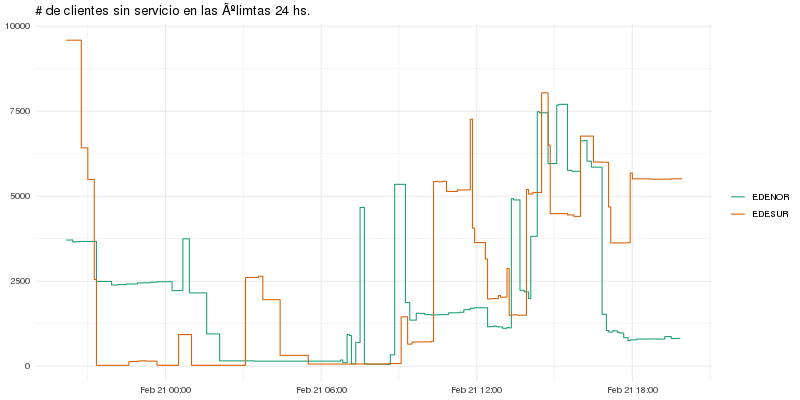 # de clientes sin servicio en las Ãºlimtas 24 hs.
10000
7500
5000
2500
0
Feb 21 00:00
Feb 21 06:00
Feb 21 12:00
Feb 21 18:00
EDENOR
EDESUR